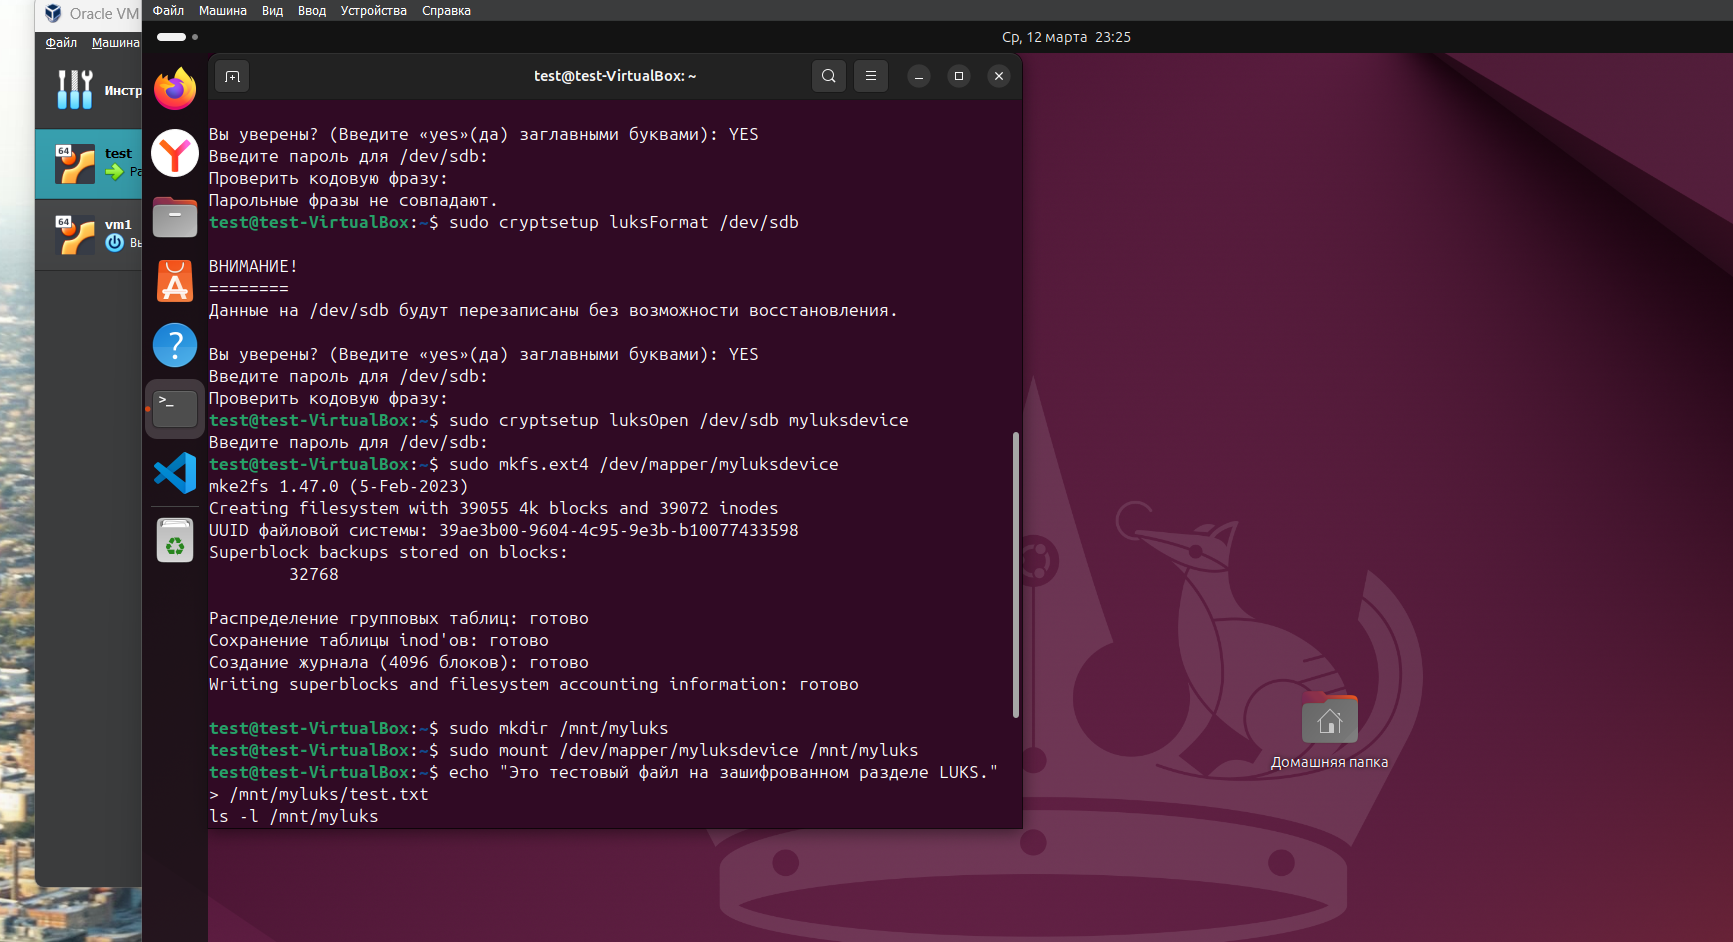 Oracle VM
Файл Машина
Инстр
64
test
Ра
64
vm1
Вы
Файл Машина Вид Ввод Устройства Справка
Ср, 12 марта 23:25
test@test-VirtualBox: ~
Вы уверены? (Введите «yes»(да) заглавными буквами): YES
Введите пароль для /dev/sdb:
Проверить кодовую фразу:
Парольные фразы не совпадают.
test@test-VirtualBox:~$ sudo cryptsetup luksFormat /dev/sdb
ВНИМАНИЕ!
========
Данные на /dev/sdb будут перезаписаны без возможности восстановления.
Вы уверены? (Введите «yes»(да) заглавными буквами): YES
Введите пароль для /dev/sdb:
Проверить кодовую фразу:
test@test-VirtualBox:~$ sudo cryptsetup luksOpen /dev/sdb myluksdevice
Введите пароль для /dev/sdb:
test@test-VirtualBox:~$ sudo mkfs.ext4 /dev/mapper/myluksdevice
mke2fs 1.47.0 (5-Feb-2023)
Creating filesystem with 39055 4k blocks and 39072 inodes
UUID файловой системы: 39ae3b00-9604-4c95-9e3b-b10077433598
Superblock backups stored on blocks:
32768
Распределение групповых таблиц: готово
Сохранение таблицы inod'ов: готово
Создание журнала (4096 блоков): готово
Writing superblocks and filesystem accounting information: готово
test@test-VirtualBox:~$ sudo mkdir /mnt/myluks
test@test-VirtualBox:~$ sudo mount /dev/mapper/myluksdevice /mnt/myluks
test@test-VirtualBox:~$ echo "Это тестовый файл на зашифрованном разделе LUKS."
> /mnt/myluks/test.txt
ls -l /mnt/myluks
Домашняя папка